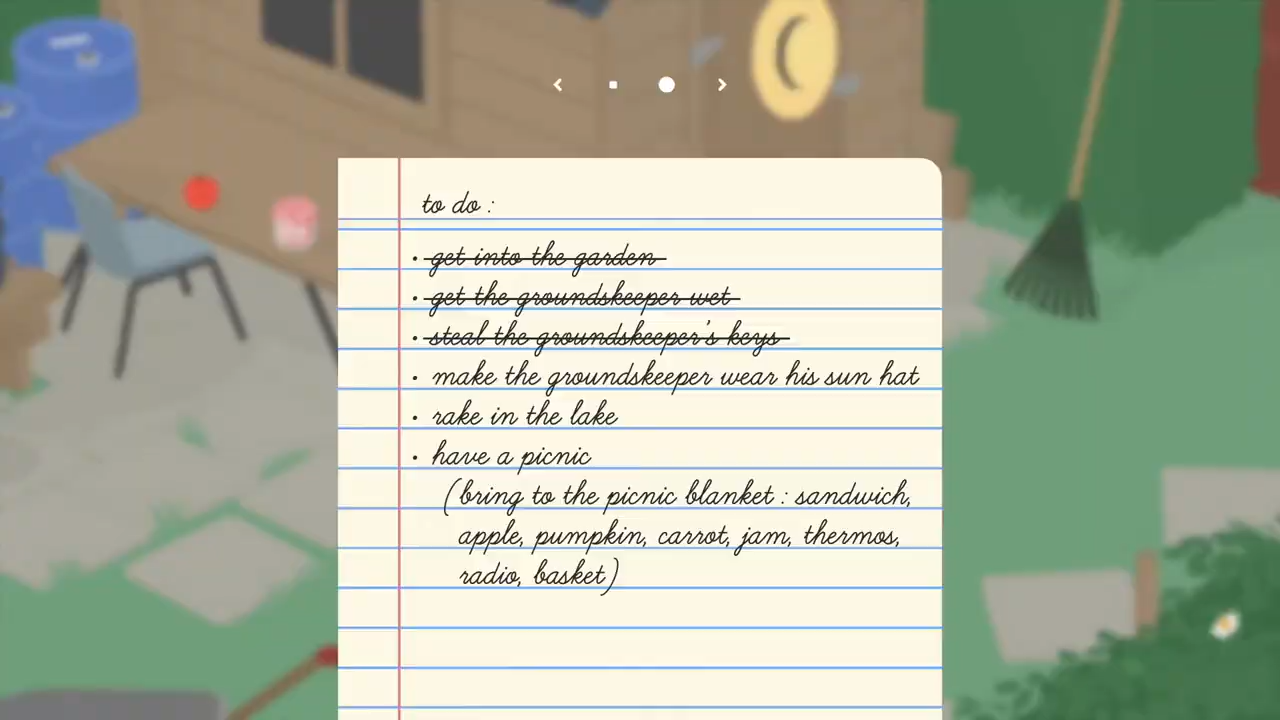 to do :
• get into the garden
• get the groundskeeper wet
• steal the groundskeeper's keys
• make the groundskeeper wear his sun hat
• rake in the lake
• have a picnic
(bring to the picnic blanket : sandwich,
apple, pumpkin, carrot, jam, thermos,
radio, basket)